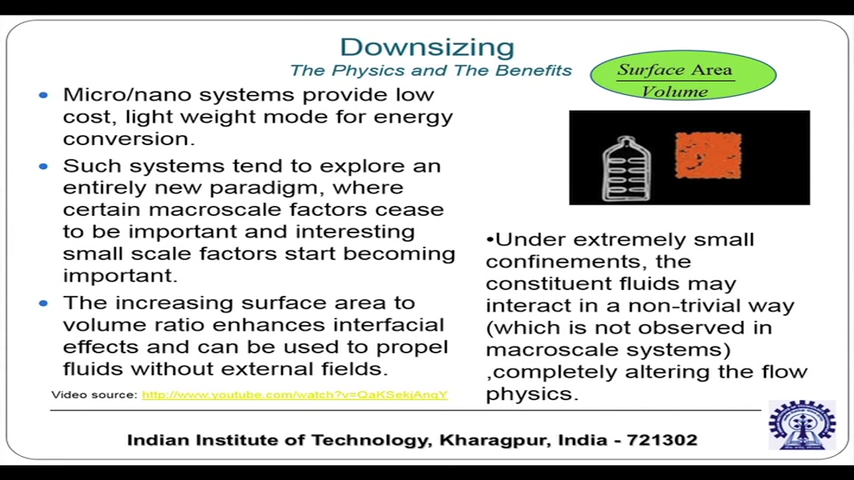 Downsizing
The Physics and The Benefits
Surface Area
Volume
• Micro/nano systems provide low
cost, light weight mode for energy
conversion.
• Such systems tend to explore an
entirely new paradigm, where
certain macroscale factors cease
to be important and interesting
small scale factors start becoming
important.
• The increasing surface area to
volume ratio enhances interfacial
effects and can be used to propel
fluids without external fields.
•Under extremely small
confinements, the
constituent fluids may
interact in a non-trivial way
(which is not observed in
macroscale systems)
,completely altering the flow
physics.
Video source: http://www.youtube.com/watch?v=QaKSekjAnqY
Indian Institute of Technology, Kharagpur, India - 721302